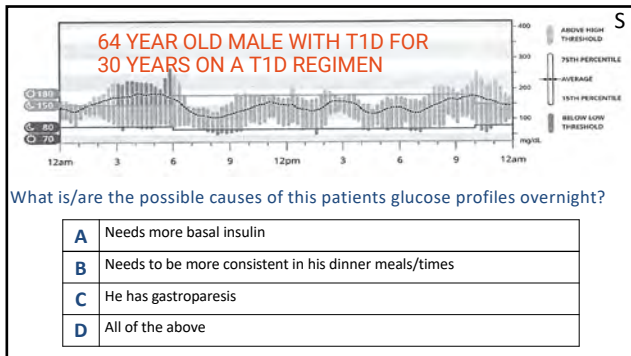 S
64 YEAR OLD MALE WITH T1D FOR
30 YEARS ON A T1D REGIMEN
400
300
200
100
mg/dL
180
150
80
70
12am 3 6 9 12pm 3 6 9 12am
ABOVE HIGH
THRESHOLD
75TH PERCENTILE
AVERAGE
15TH PERCENTILE
BELOW LOW
THRESHOLD
What is/are the possible causes of this patients glucose profiles overnight?
A Needs more basal insulin
B Needs to be more consistent in his dinner meals/times
C He has gastroparesis
D All of the above